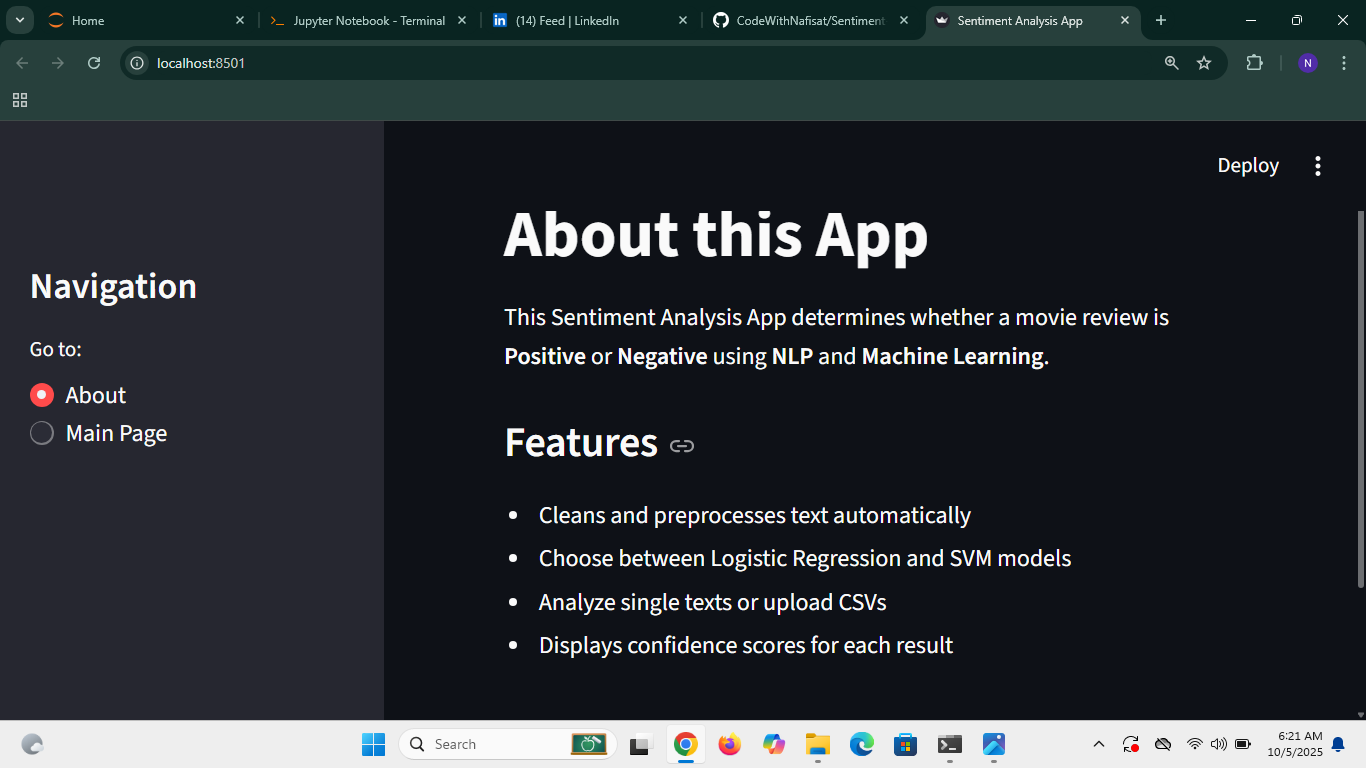 Home
Jupyter Notebook - Terminal
(14) Feed | LinkedIn
CodeWithNafisat/Sentiment
Sentiment Analysis App
localhost:8501
N
Deploy
Navigation
Go to:
About
Main Page
About this App
This Sentiment Analysis App determines whether a movie review is
Positive or Negative using NLP and Machine Learning.
Features
Cleans and preprocesses text automatically
Choose between Logistic Regression and SVM models
Analyze single texts or upload CSVs
Displays confidence scores for each result
Search
6:21 AM
10/5/2025